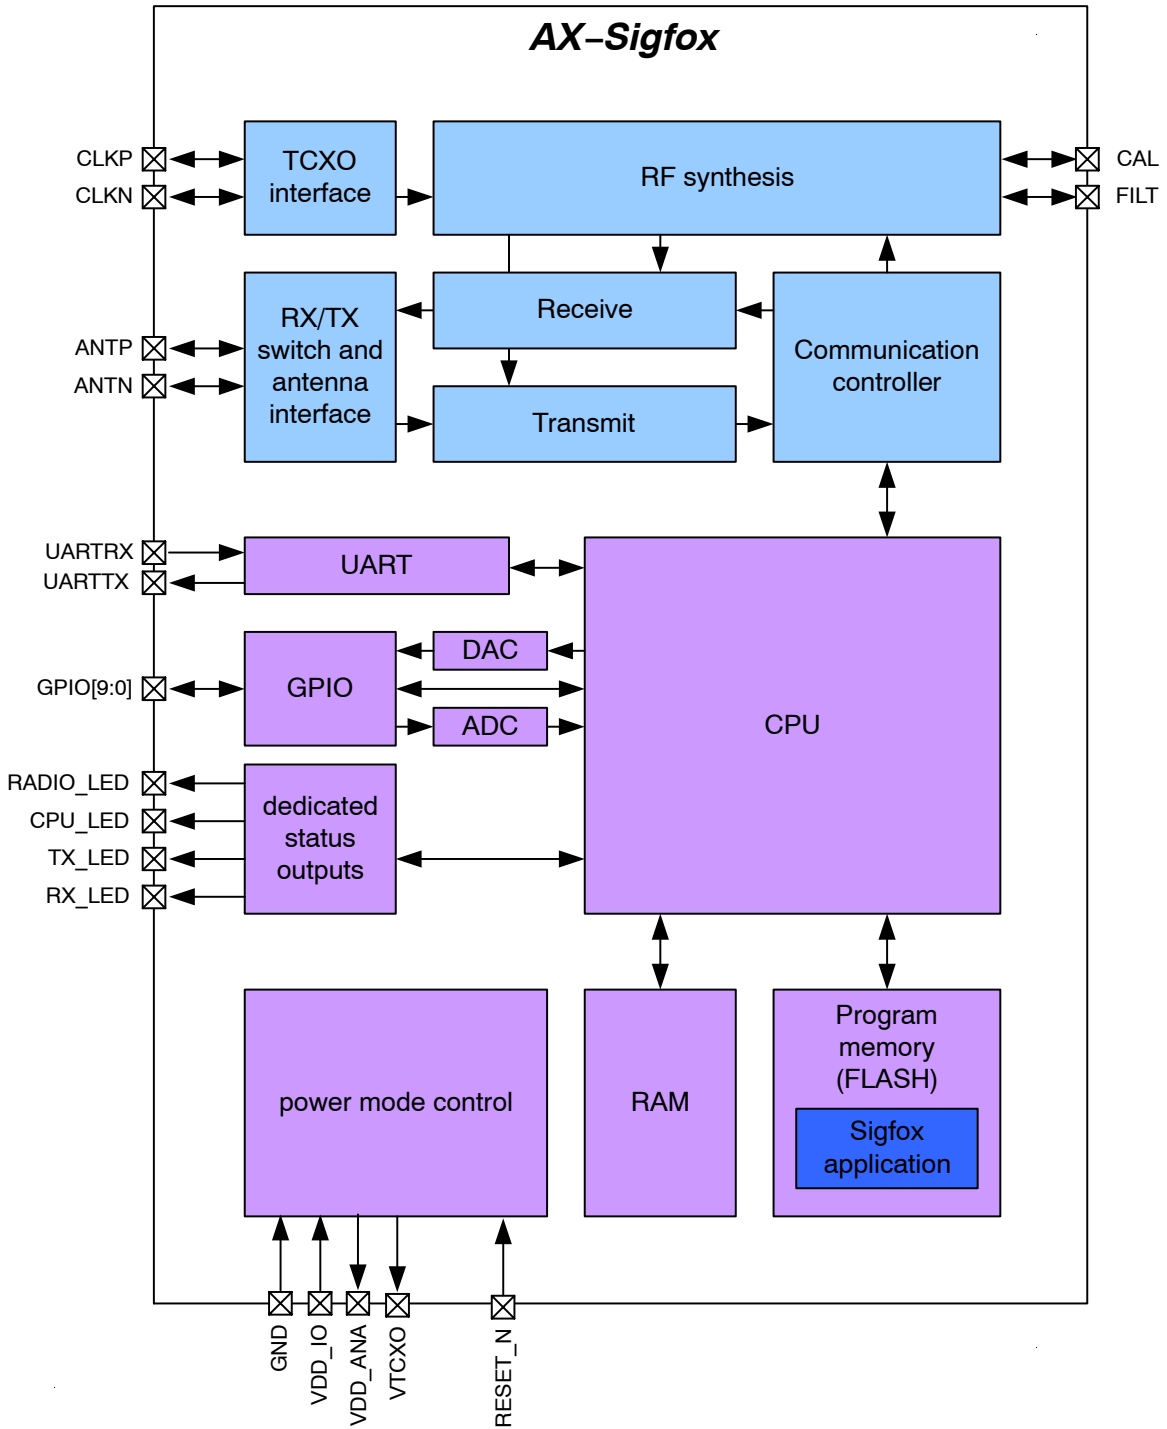 AX–Sigfox
CLKP
CLKN
TCXO
interface
RF synthesis
CAL
FILT
ANTP
ANTN
RX/TX
switch and
antenna
interface
Receive
Transmit
Communication
controller
UARTRX
UARTTX
UART
GPIO[9:0]
GPIO
DAC
ADC
CPU
RADIO_LED
CPU_LED
TX_LED
RX_LED
dedicated
status
outputs
power mode control
RAM
Program
memory
(FLASH)
Sigfox
application
GND
VDD_IO
VDD_ANA
VTCXO
RESET_N